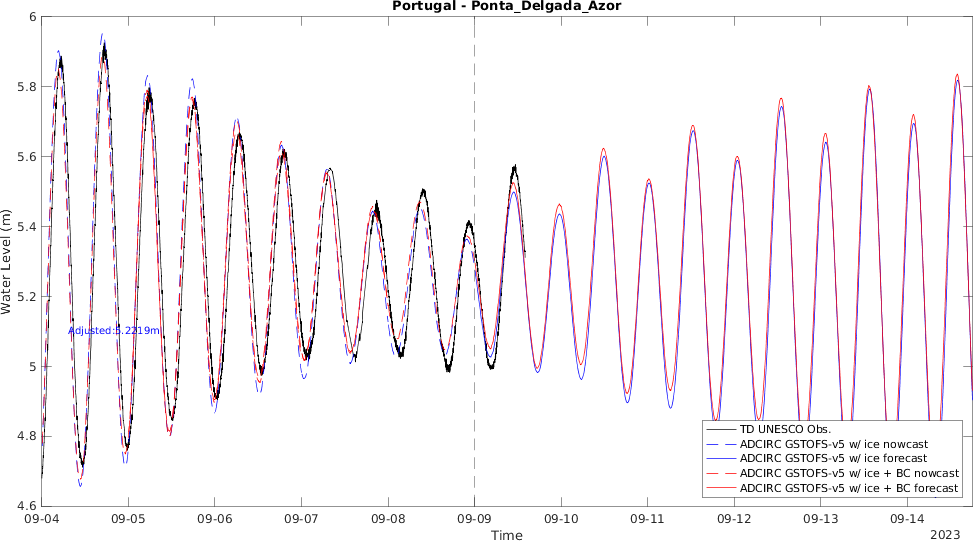 Portugal - Ponta_Delgada_Azor
6
5.8
5.6
5.4
5.2
5
4.8
4.6
Water Level (m)
Adjusted:5.2219m
TD UNESCO Obs.
ADCIRC GSTOFS-v5 w/ ice nowcast
ADCIRC GSTOFS-v5 w/ ice forecast
ADCIRC GSTOFS-v5 w/ ice + BC nowcast
ADCIRC GSTOFS-v5 w/ ice + BC forecast
09-04 09-05 09-06 09-07 09-08 09-09 09-10 09-11 09-12 09-13 09-14
Time
2023